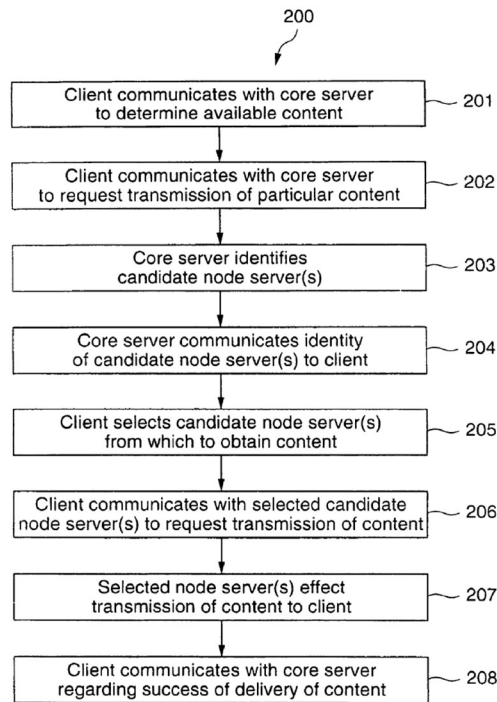 200
Client communicates with core server
to determine available content
201
Client communicates with core server
to request transmission of particular content
202
Core server identifies
candidate node server(s)
203
Core server communicates identity
of candidate node server(s) to client
204
Client selects candidate node server(s)
from which to obtain content
205
Client communicates with selected candidate
node server(s) to request transmission of content
206
Selected node server(s) effect
transmission of content to client
207
Client communicates with core server
regarding success of delivery of content
208